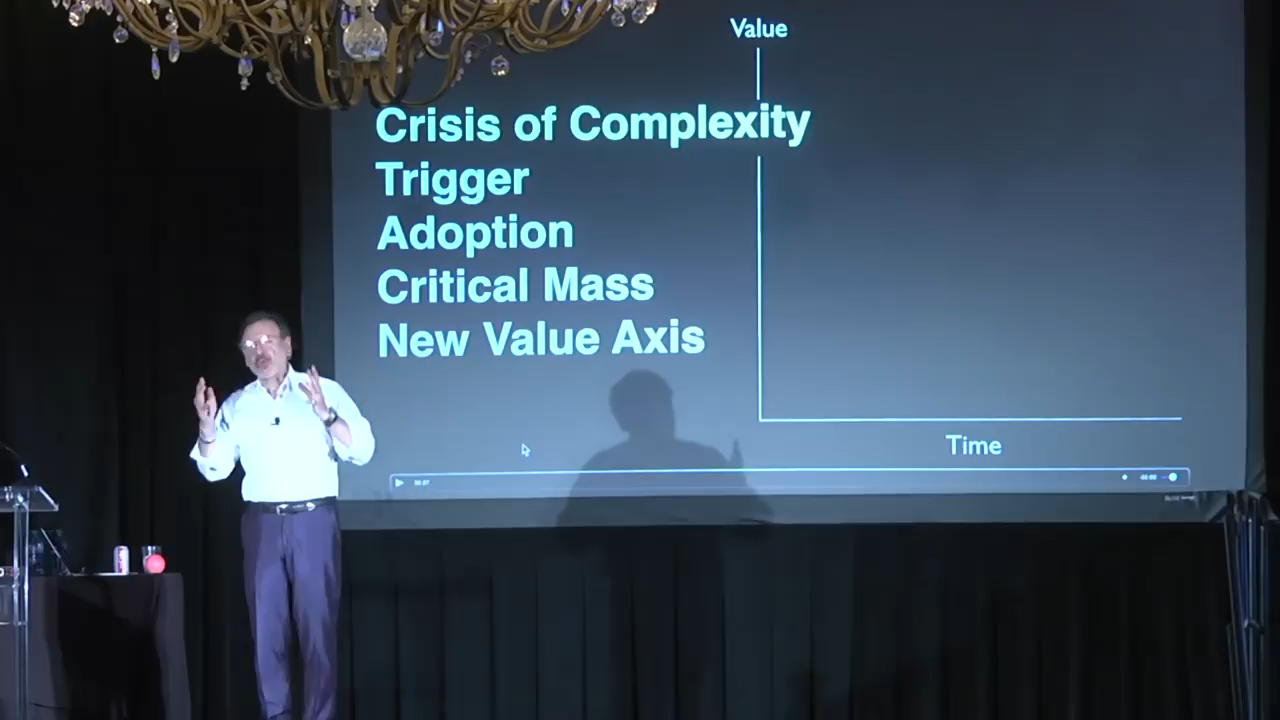 Value
Crisis of Complexity
Trigger
Adoption
Critical Mass
New Value Axis
Time